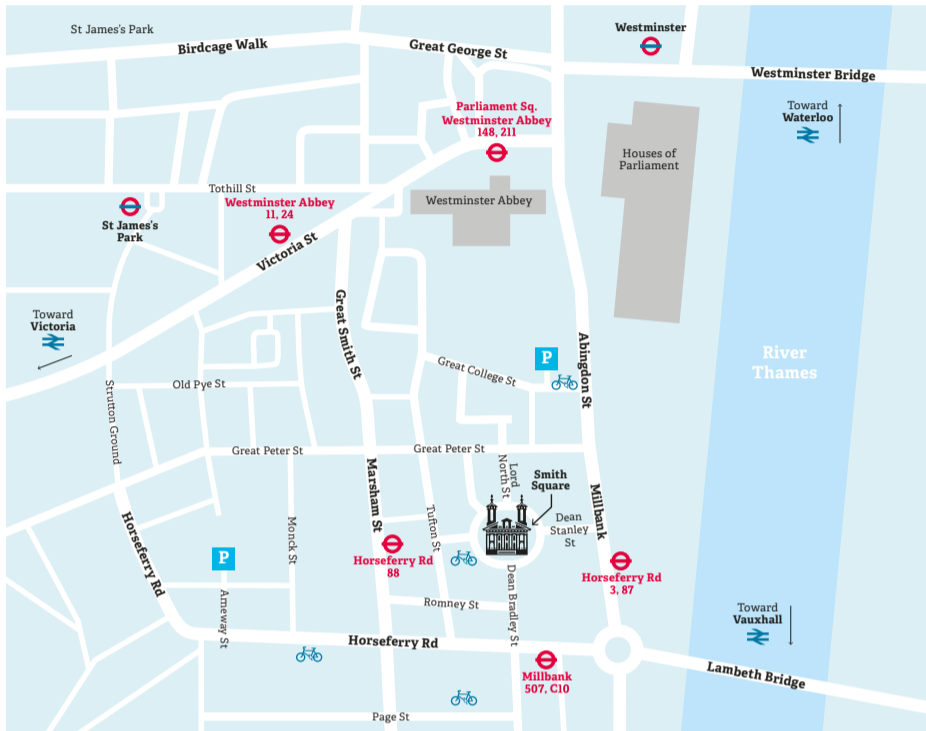 St James's Park
Birdcage Walk
Great George St
Westminster
Westminster Bridge
Toward
Waterloo
Parliament Sq.
Westminster Abbey
148, 211
Houses of
Parliament
Tothill St
Westminster Abbey
11, 24
Westminster Abbey
St James's
Park
Victoria St
Toward
Victoria
Great Smith St
Abingdon St
River
Thames
P
Great College St
Strutton Ground
Old Pye St
Great Peter St
Great Peter St
Lord
North St
Smith
Square
Marsham St
Millbank
Horseferry Rd
Monck St
Tufton St
Dean
Stanley
St
P
Horseferry Rd
88
Horseferry Rd
3, 87
Arneway St
Romney St
Dean Bradley St
Toward
Vauxhall
Horseferry Rd
Lambeth Bridge
Millbank
507, C10
Page St